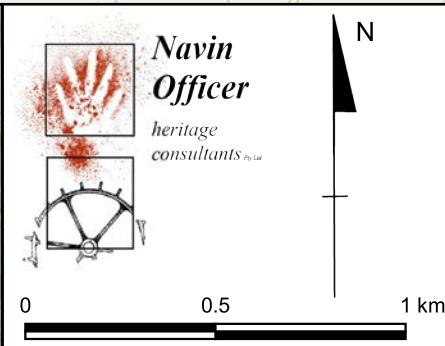 Navin
Officer
heritage
consultants Pty Ltd
N
0 0.5 1 km